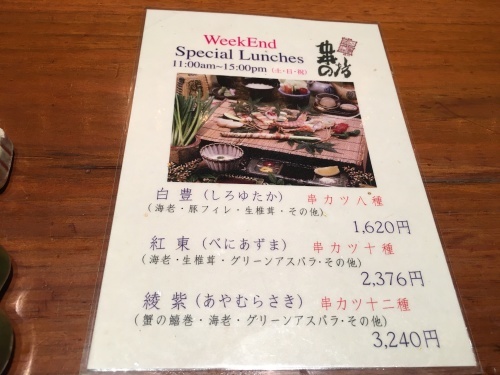 WeekEnd
Special Lunches
11:00am~15:00pm (土・日・祝)
串の坊
白豊(しろゆたか) 串カツ八種
(海老・豚フィレ・生椎茸・その他)
1,620円
紅東(べにあずま) 串カツ十種
(海老・生椎茸・グリーンアスパラ・その他)
2,376円
綾紫(あやむらさき) 串カツ十二種
(蟹の鱠巻・海老・グリーンアスパラ・その他)
3,240円